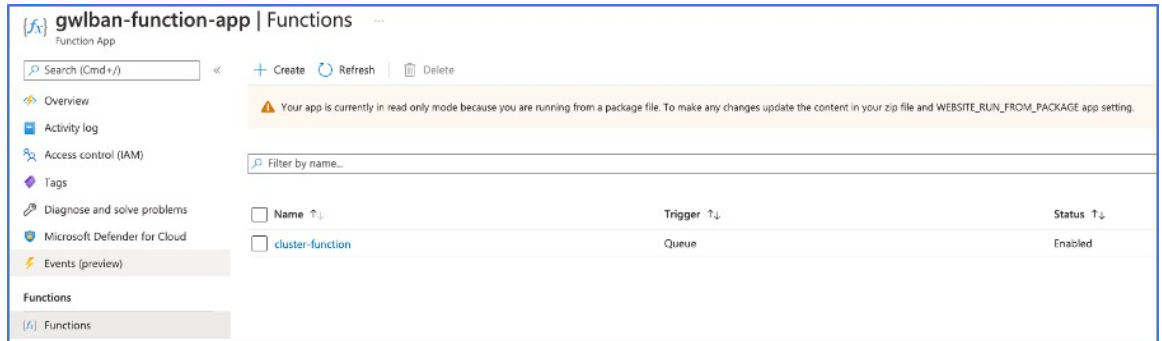 {fx} gwlban-function-app | Functions ...
Function App
Search (Cmd+/) «
+ Create Refresh Delete
Overview
Your app is currently in read only mode because you are running from a package file. To make any changes update the content in your zip file and WEBSITE_RUN_FROM_PACKAGE app setting.
Activity log
Access control (IAM)
Filter by name...
Tags
Diagnose and solve problems
Name ↑↓ Trigger ↑↓ Status ↑↓
Microsoft Defender for Cloud
cluster-function Queue Enabled
Events (preview)
Functions
{fx} Functions